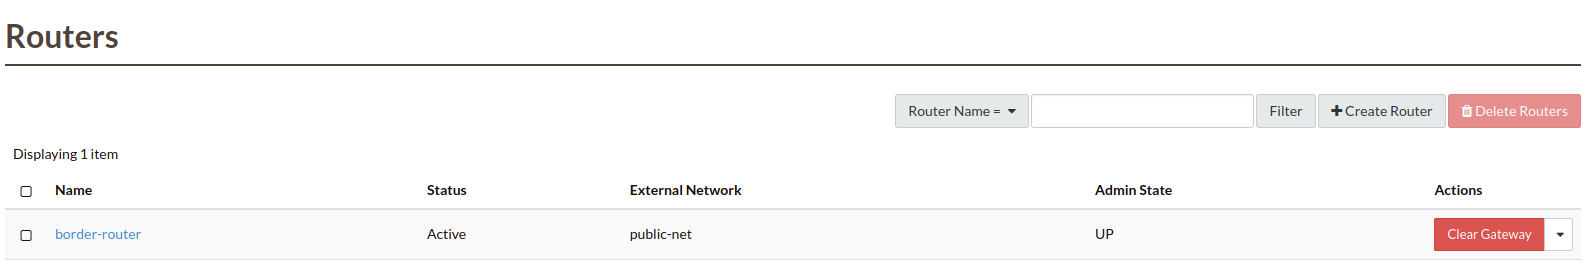 Routers
Router Name = Filter Create Router Delete Routers
Displaying 1 item
Name Status External Network Admin State Actions
border-router Active public-net UP Clear Gateway